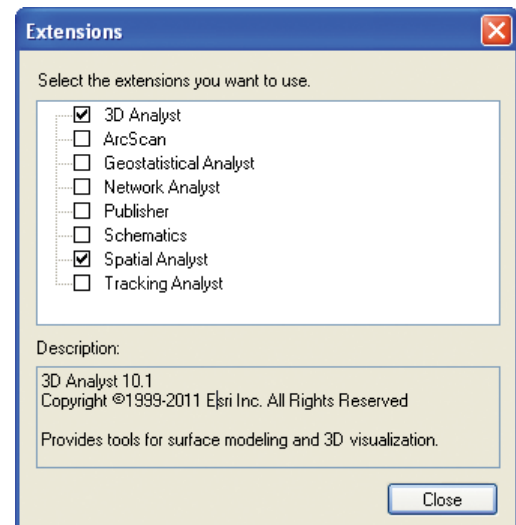 Extensions
Select the extensions you want to use.
3D Analyst
ArcScan
Geostatistical Analyst
Network Analyst
Publisher
Schematics
Spatial Analyst
Tracking Analyst
Description:
3D Analyst 10.1
Copyright ©1999-2011 Esri Inc. All Rights Reserved
Provides tools for surface modeling and 3D visualization.
Close